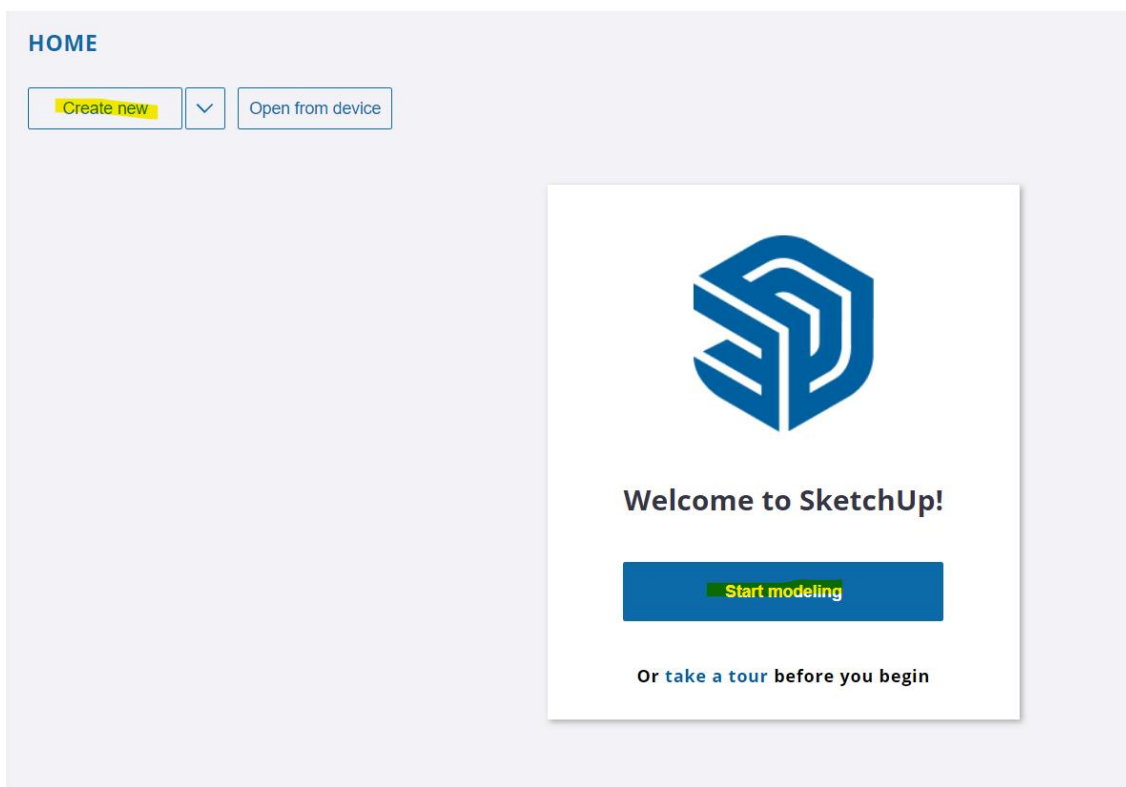 HOME
Create new
Open from device
Welcome to SketchUp!
Start modeling
Or take a tour before you begin